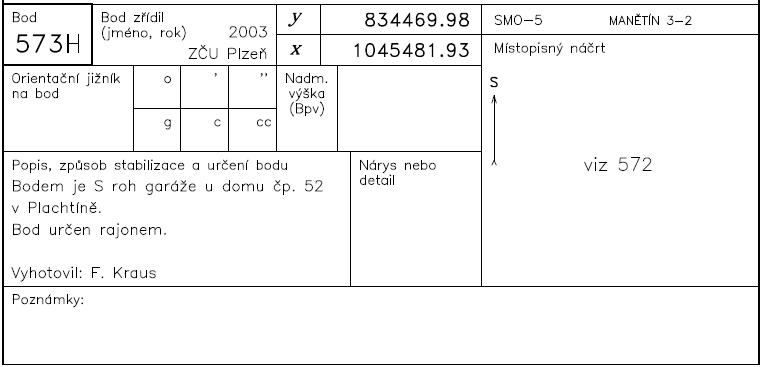 Bod
573H
Bod zřídil
(jméno, rok)
2003
ZČU Plzeň
y 834469.98
x 1045481.93
SMO-5 MANĚTÍN 3-2
Místopisný náčrt
Orientační jižník
na bod
o ' ''
g c cc
Nadm.
výška
(Bpv)
S
viz 572
Popis, způsob stabilizace a určení bodu
Bodem je S roh garáže u domu čp. 52
v Plachtíně.
Bod určen rajonem.
Vyhotovil: F. Kraus
Nárys nebo
detail
Poznámky: